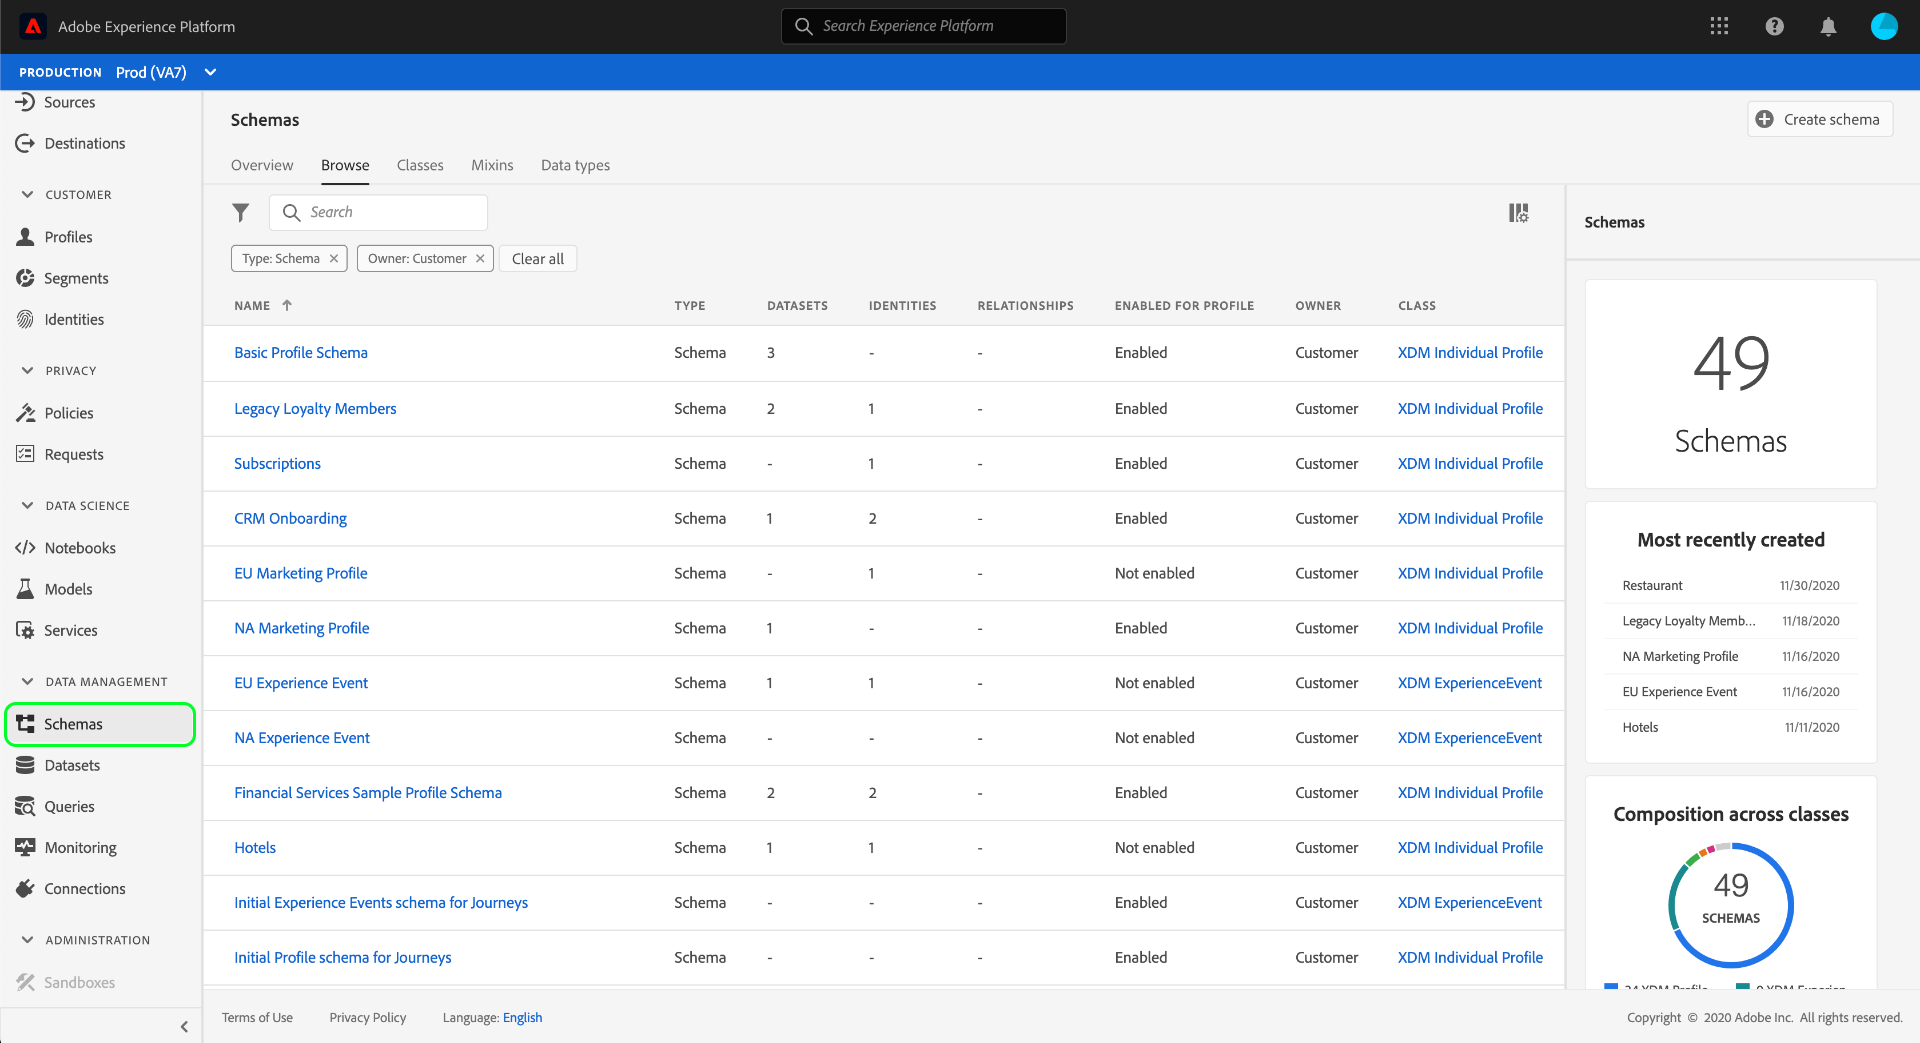 Adobe Experience Platform
Search Experience Platform
PRODUCTION Prod (VA7)
Sources
Destinations
CUSTOMER
Profiles
Segments
Identities
PRIVACY
Policies
Requests
DATA SCIENCE
Notebooks
Models
Services
DATA MANAGEMENT
Schemas
Datasets
Queries
Monitoring
Connections
ADMINISTRATION
Sandboxes
Schemas
Create schema
Overview Browse Classes Mixins Data types
Search
Type: Schema Owner: Customer Clear all
NAME TYPE DATASETS IDENTITIES RELATIONSHIPS ENABLED FOR PROFILE OWNER CLASS
Basic Profile Schema Schema 3 - - Enabled Customer XDM Individual Profile
Legacy Loyalty Members Schema 2 1 - Enabled Customer XDM Individual Profile
Subscriptions Schema - 1 - Enabled Customer XDM Individual Profile
CRM Onboarding Schema 1 2 - Enabled Customer XDM Individual Profile
EU Marketing Profile Schema - 1 - Not enabled Customer XDM Individual Profile
NA Marketing Profile Schema 1 - - Enabled Customer XDM Individual Profile
EU Experience Event Schema 1 1 - Not enabled Customer XDM ExperienceEvent
NA Experience Event Schema - - - Not enabled Customer XDM ExperienceEvent
Financial Services Sample Profile Schema Schema 2 2 - Enabled Customer XDM Individual Profile
Hotels Schema 1 1 - Not enabled Customer XDM Individual Profile
Initial Experience Events schema for Journeys Schema - - - Enabled Customer XDM ExperienceEvent
Initial Profile schema for Journeys Schema - - - Enabled Customer XDM Individual Profile
Schemas
49
Schemas
Most recently created
Restaurant 11/30/2020
Legacy Loyalty Memb... 11/18/2020
NA Marketing Profile 11/16/2020
EU Experience Event 11/16/2020
Hotels 11/11/2020
Composition across classes
49
SCHEMAS
Terms of Use Privacy Policy Language: English
Copyright © 2020 Adobe Inc. All rights reserved.